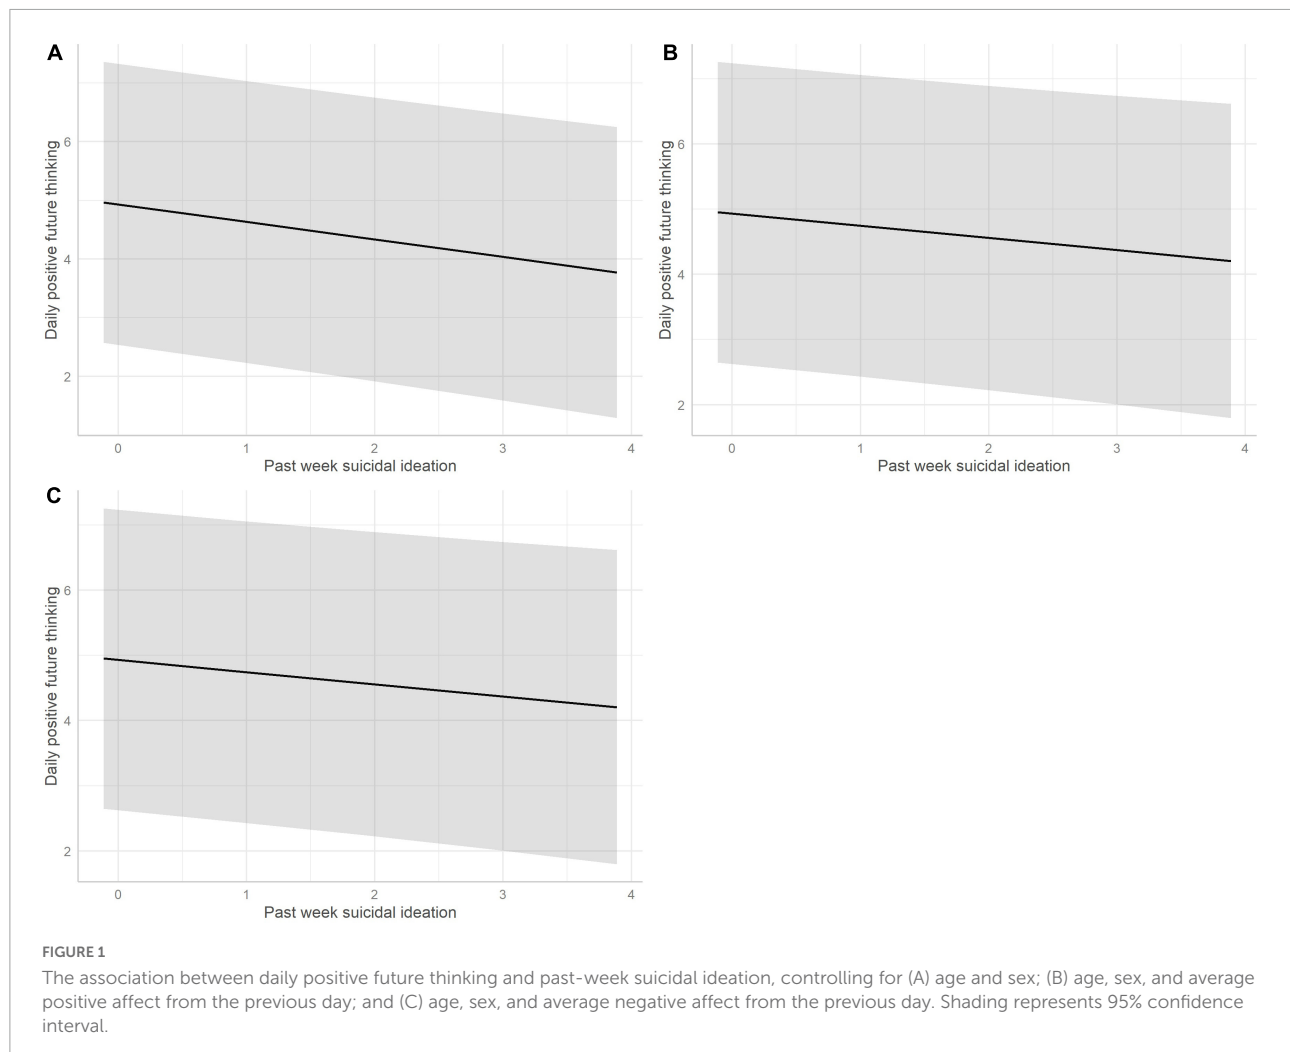 A
Daily positive future thinking
6
4
2
0 1 2 3 4
Past week suicidal ideation
B
Daily positive future thinking
6
4
2
0 1 2 3 4
Past week suicidal ideation
C
Daily positive future thinking
6
4
2
0 1 2 3 4
Past week suicidal ideation
FIGURE 1
The association between daily positive future thinking and past-week suicidal ideation, controlling for (A) age and sex; (B) age, sex, and average
positive affect from the previous day; and (C) age, sex, and average negative affect from the previous day. Shading represents 95% confidence
interval.